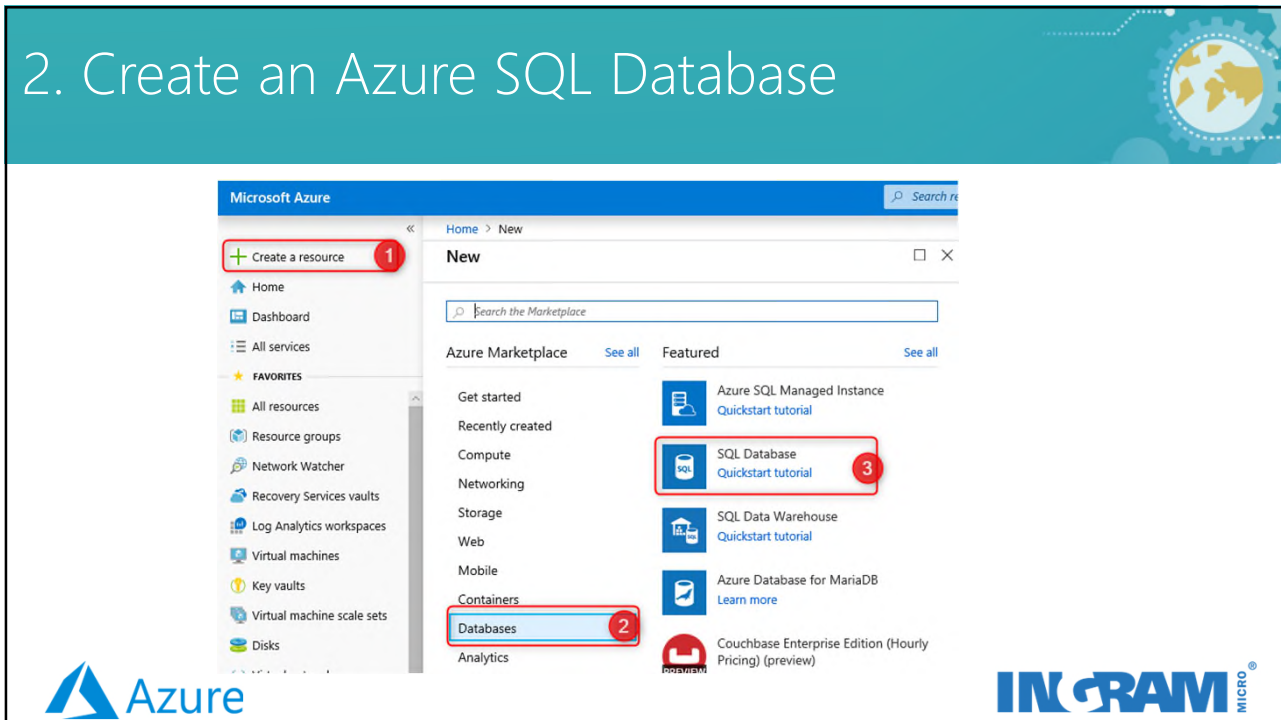 2. Create an Azure SQL Database
Microsoft Azure
Search re
«
Home > New
Create a resource
1
New
Home
Dashboard
Search the Marketplace
All services
Azure Marketplace
See all
Featured
See all
FAVORITES
All resources
Resource groups
Network Watcher
Recovery Services vaults
Log Analytics workspaces
Virtual machines
Key vaults
Virtual machine scale sets
Disks
Get started
Recently created
Compute
Networking
Storage
Web
Mobile
Containers
Databases
2
Analytics
Azure SQL Managed Instance
Quickstart tutorial
SQL
SQL Database
Quickstart tutorial
3
SQL Data Warehouse
Quickstart tutorial
Azure Database for MariaDB
Learn more
Couchbase Enterprise Edition (Hourly
Pricing) (preview)
PREVIEW
Azure
INGRAM MICRO®